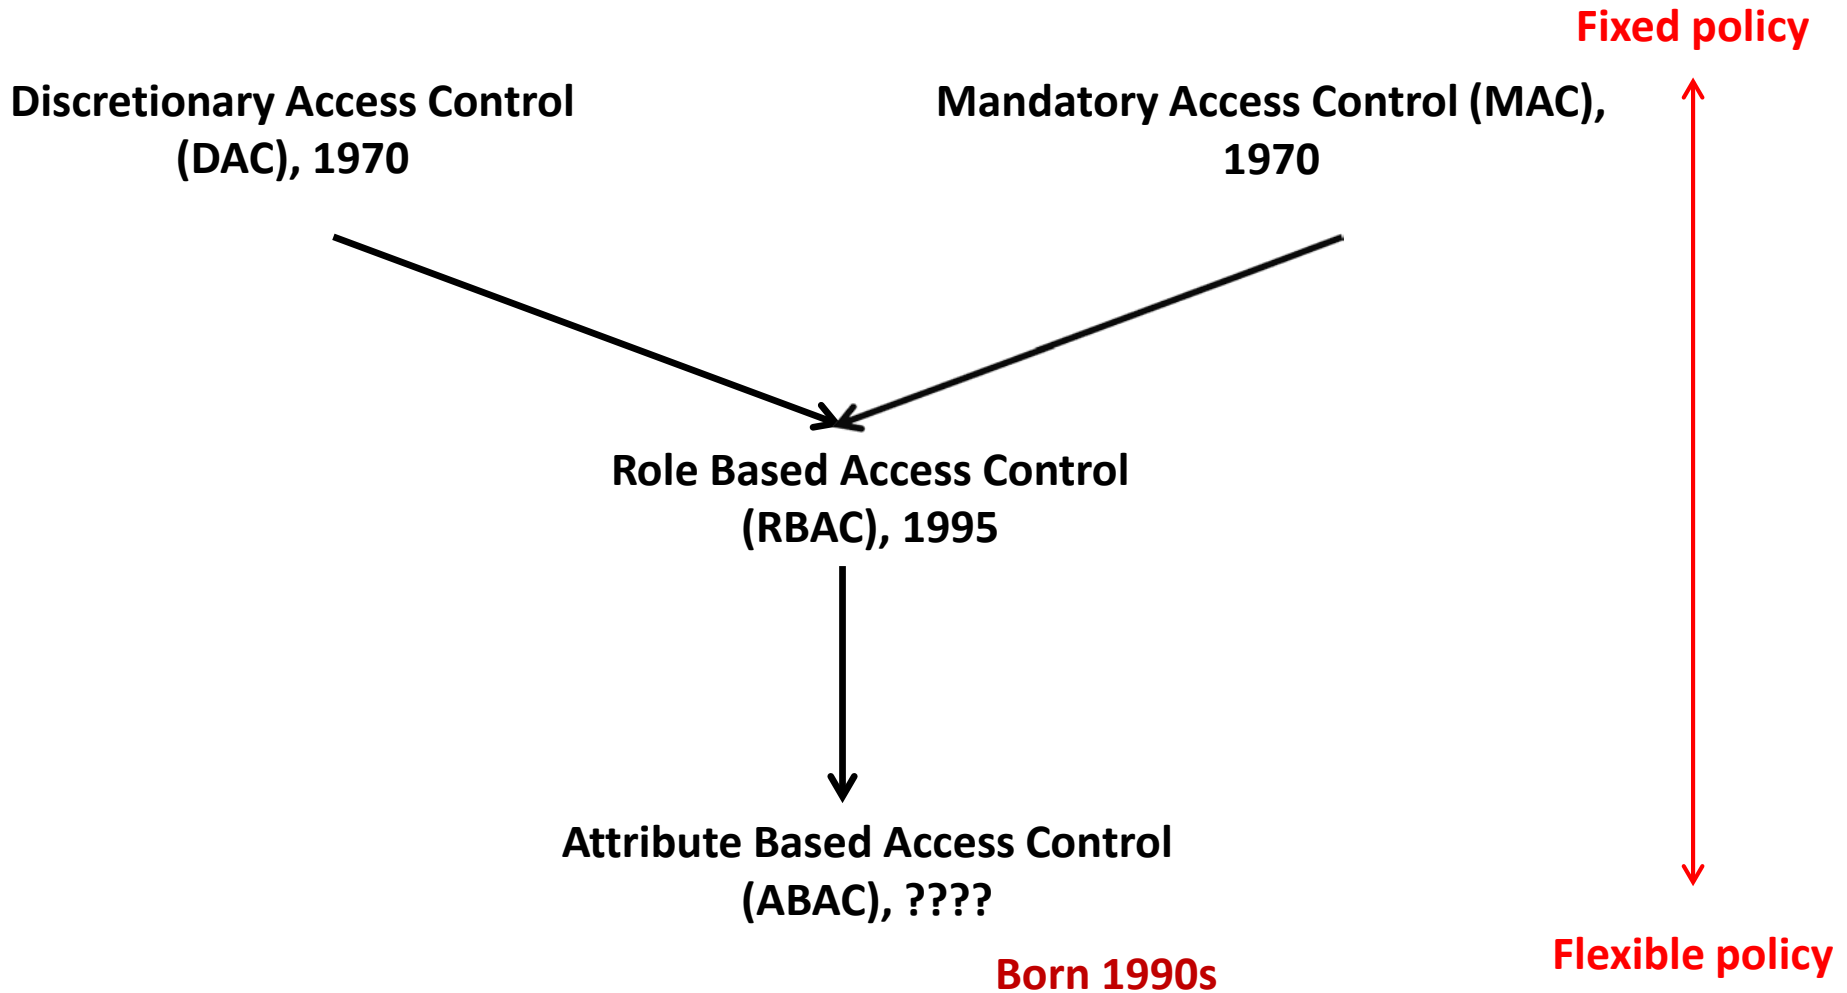 Fixed policy
Discretionary Access Control
(DAC), 1970
Mandatory Access Control (MAC),
1970
Role Based Access Control
(RBAC), 1995
Attribute Based Access Control
(ABAC), ????
Born 1990s
Flexible policy